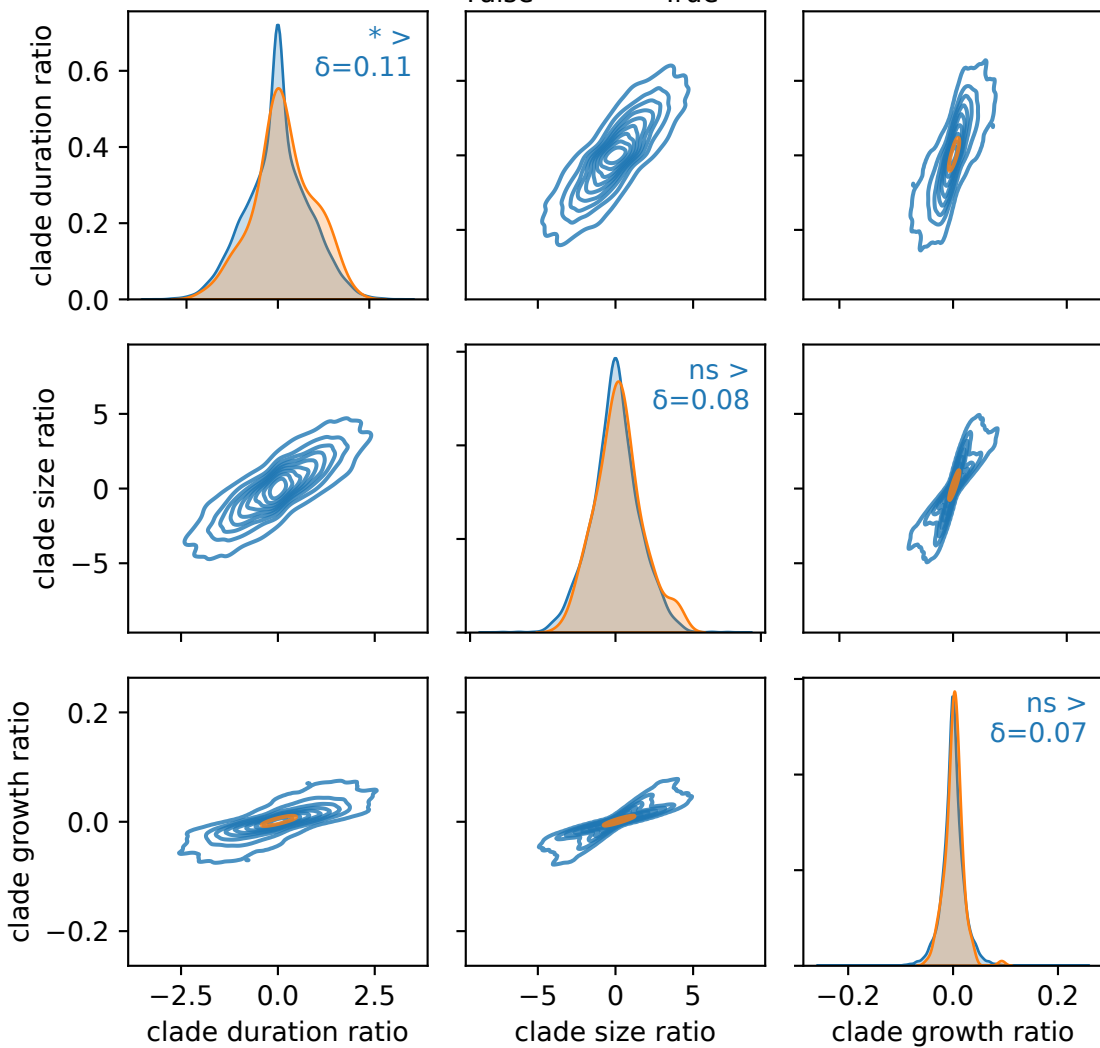 clade duration ratio
0.6
0.4
0.2
0.0
* >
δ=0.11
clade size ratio
5
0
−5
ns >
δ=0.08
clade growth ratio
0.2
0.0
−0.2
ns >
δ=0.07
−2.5 0.0 2.5
−5 0 5
−0.2 0.0 0.2
clade duration ratio
clade size ratio
clade growth ratio